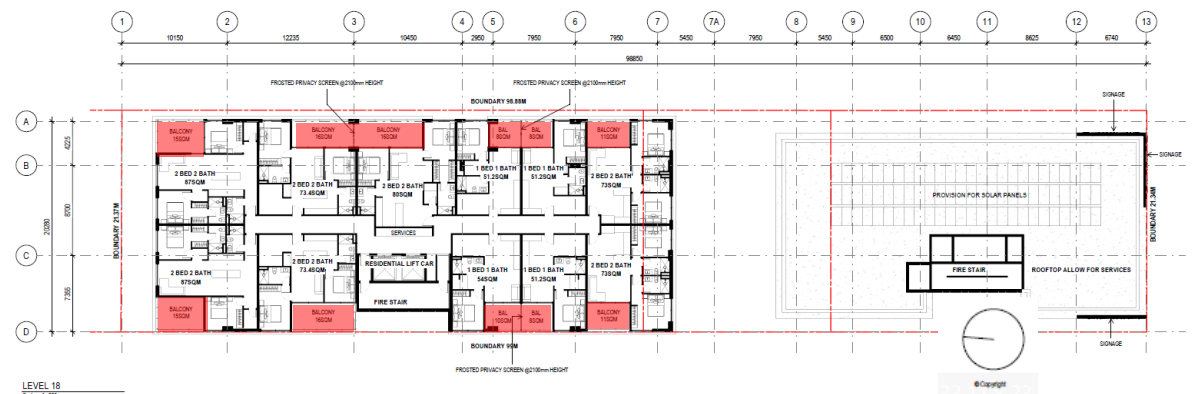 1 2 3 4 5 6 7 7A 8 9 10 11 12 13
10150 12235 10450 2950 7950 7950 5450 7950 5450 6500 6450 8625 6740
98850
FROSTED PRIVACY SCREEN @2100mm HEIGHT
FROSTED PRIVACY SCREEN @2100mm HEIGHT
BOUNDARY 98.88M
SIGNAGE
A
B
C
D
4225
8700
7355
20280
BOUNDARY 21.37M
BALCONY
15SQM
BALCONY
16SQM
BALCONY
16SQM
BAL
8SQM
BAL
8SQM
BALCONY
11SQM
2 BED 2 BATH
87SQM
2 BED 2 BATH
73.4SQM
2 BED 2 BATH
80SQM
1 BED 1 BATH
51.2SQM
1 BED 1 BATH
51.2SQM
2 BED 2 BATH
73SQM
SERVICES
RESIDENTIAL LIFT CAR
FIRE STAIR
2 BED 2 BATH
87SQM
2 BED 2 BATH
73.4SQM
1 BED 1 BATH
54SQM
1 BED 1 BATH
51.2SQM
2 BED 2 BATH
73SQM
BALCONY
15SQM
BALCONY
16SQM
BAL
10SQM
BAL
8SQM
BALCONY
11SQM
SIGNAGE
PROVISION FOR SOLAR PANELS
BOUNDARY 21.34M
FIRE STAIR
ROOFTOP ALLOW FOR SERVICES
SIGNAGE
BOUNDARY 99M
FROSTED PRIVACY SCREEN @2100mm HEIGHT
© Copyright
LEVEL 18